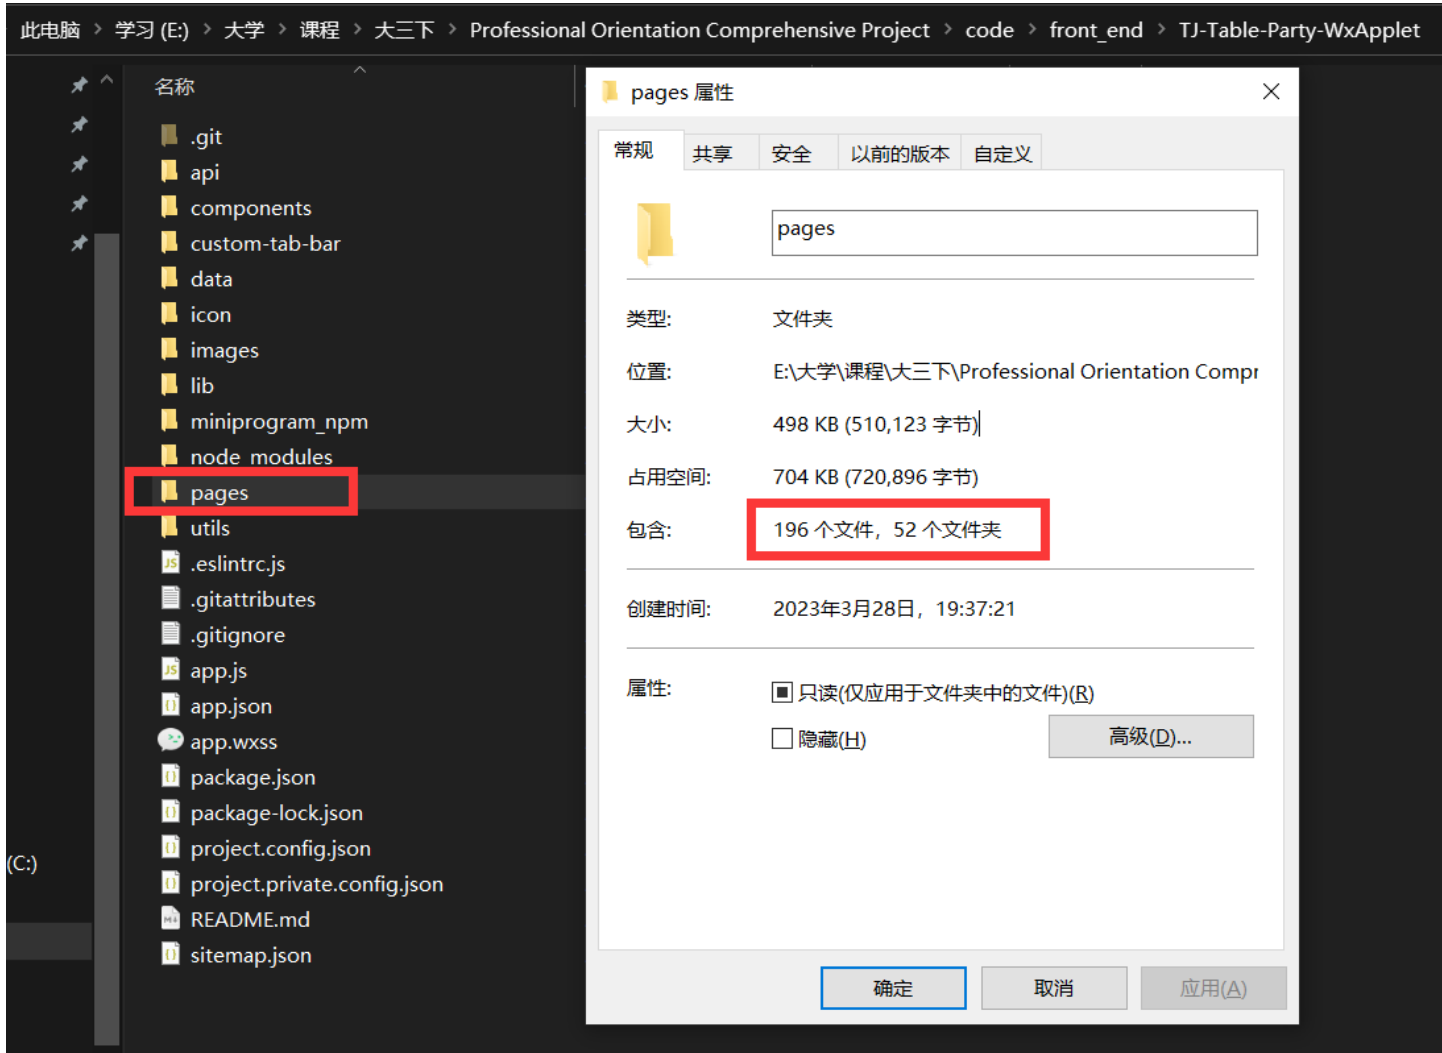 此电脑 > 学习 (E:) > 大学 > 课程 > 大三下 > Professional Orientation Comprehensive Project > code > front_end > TJ-Table-Party-WxApplet
名称
.git
api
components
custom-tab-bar
data
icon
images
lib
miniprogram_npm
node_modules
pages
utils
.eslintrc.js
.gitattributes
.gitignore
app.js
app.json
app.wxss
package.json
package-lock.json
project.config.json
project.private.config.json
README.md
sitemap.json
(C:)
pages 属性
常规 共享 安全 以前的版本 自定义
pages
类型: 文件夹
位置: E:\大学\课程\大三下\Professional Orientation Compr
大小: 498 KB (510,123 字节)
占用空间: 704 KB (720,896 字节)
包含: 196 个文件，52 个文件夹
创建时间: 2023年3月28日，19:37:21
属性: 只读(仅应用于文件夹中的文件)(R)
隐藏(H) 高级(D)...
确定 取消 应用(A)